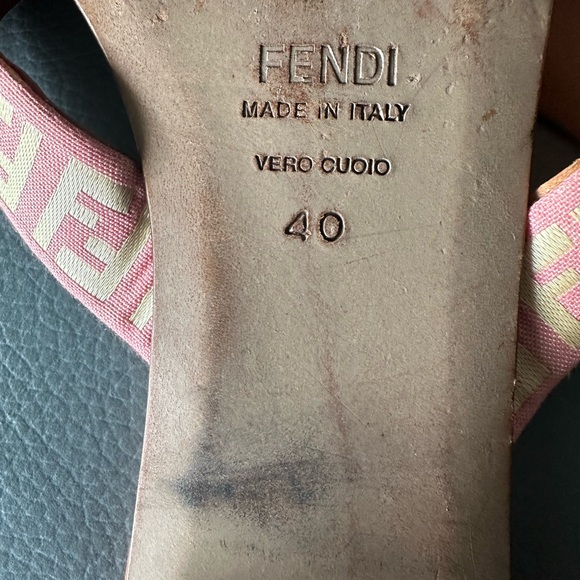 FENDI
MADE IN ITALY
VERO CUOIO
40